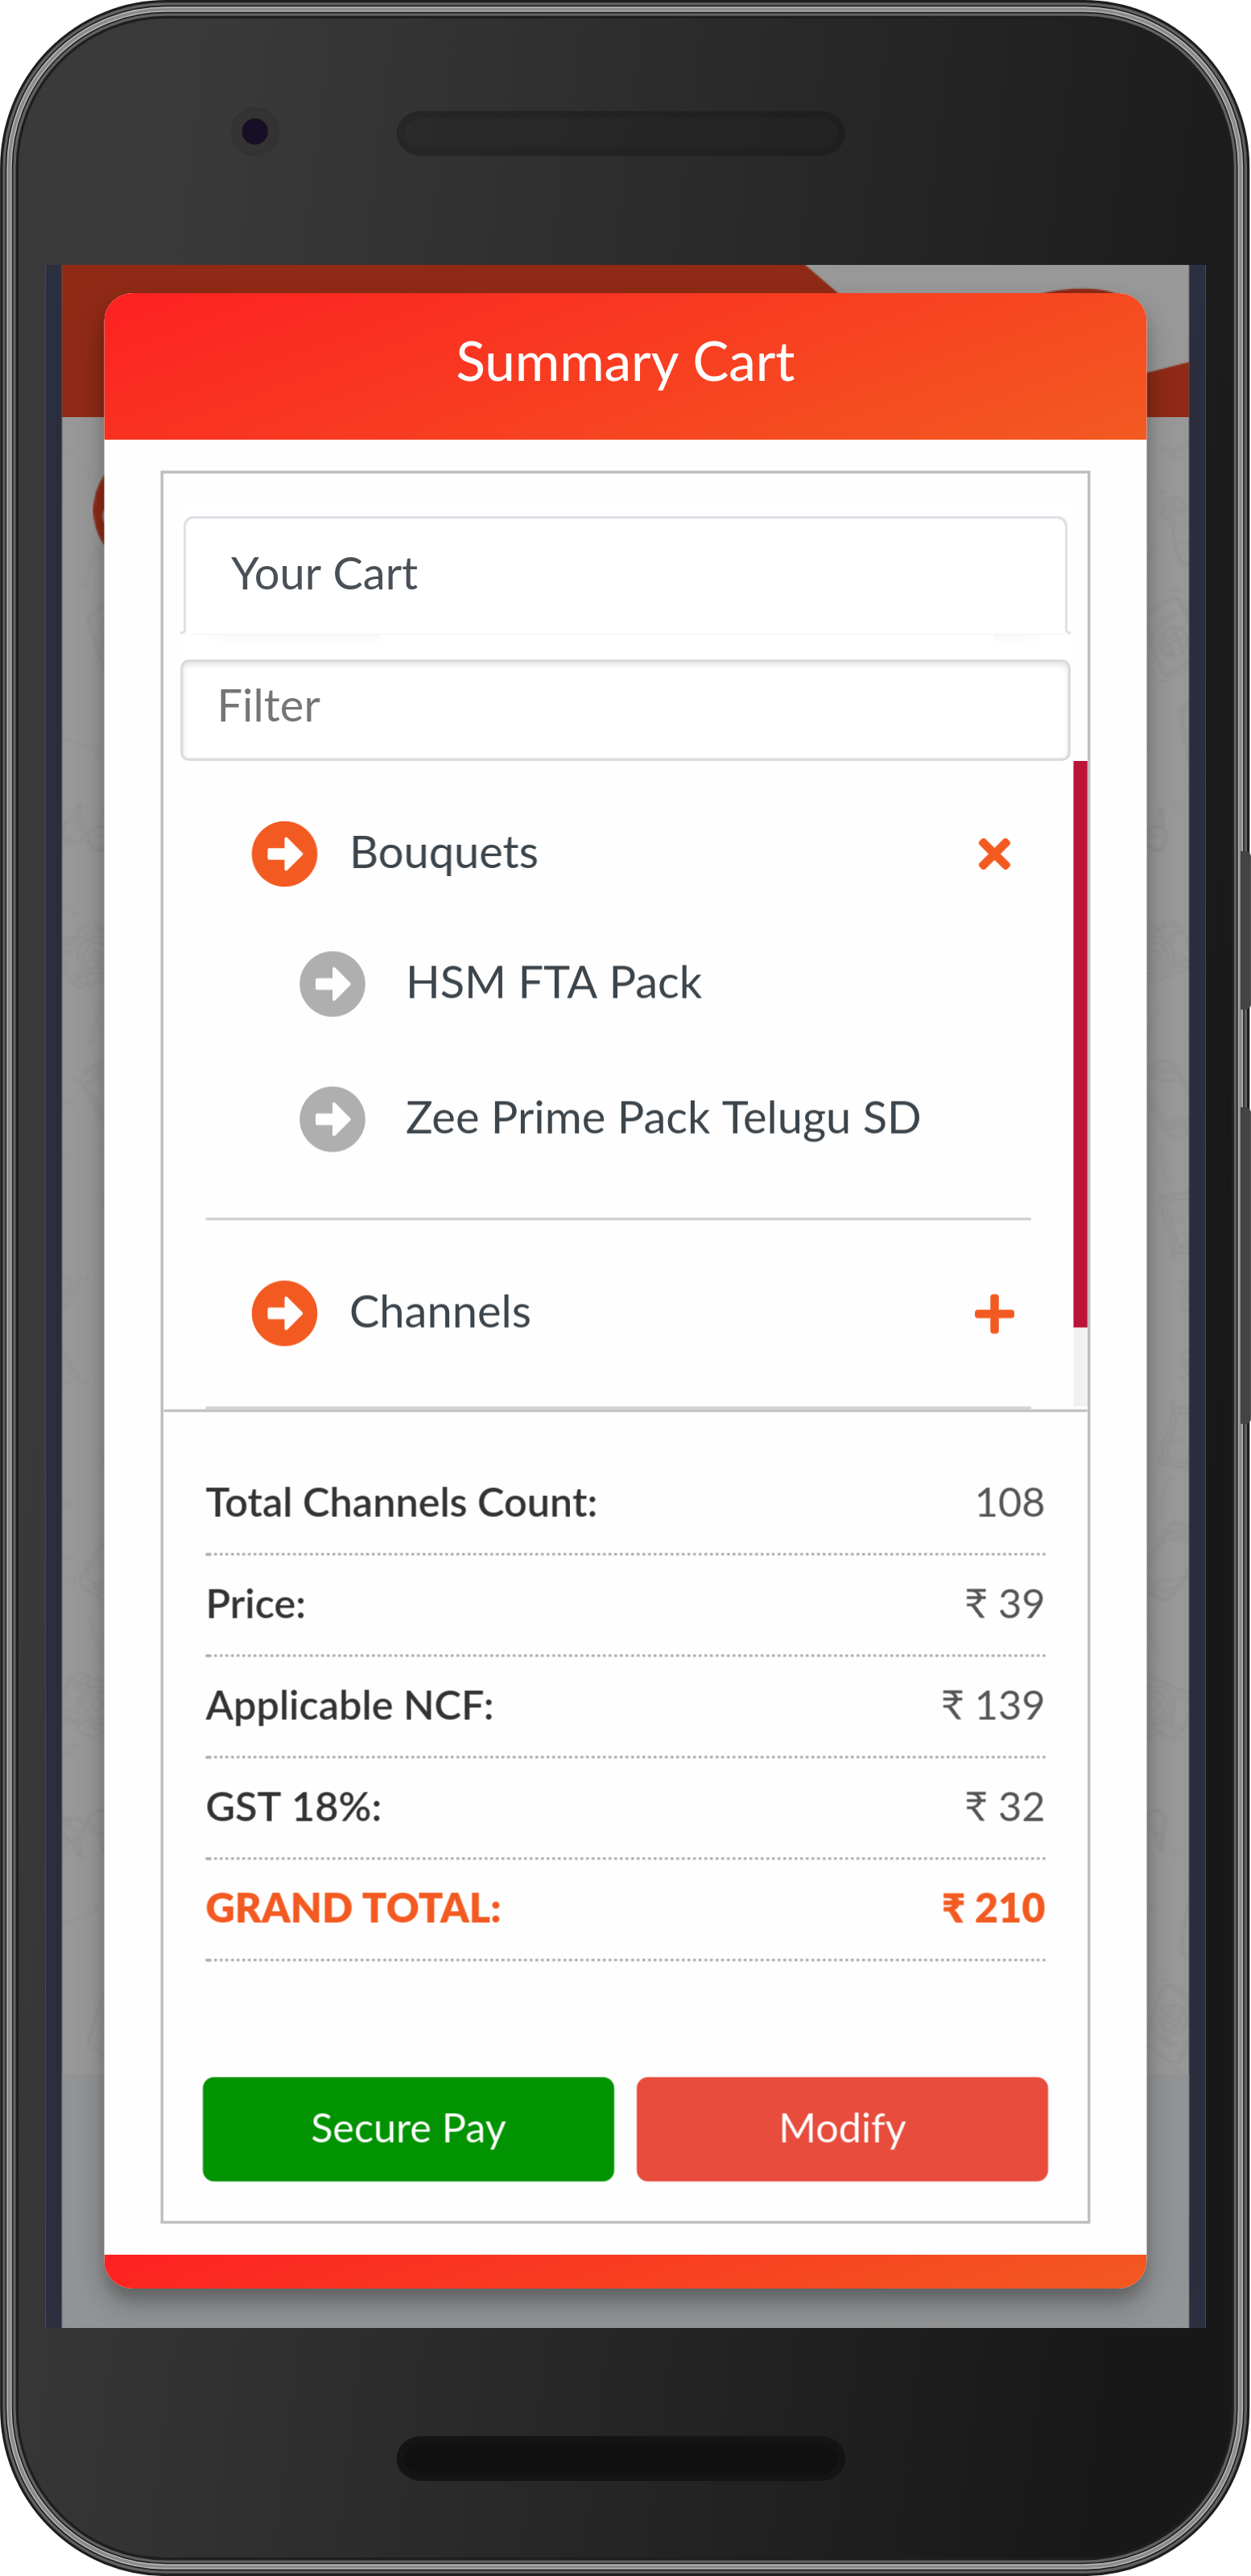 Summary Cart
Your Cart
Filter
Bouquets
HSM FTA Pack
Zee Prime Pack Telugu SD
Channels
Total Channels Count: 108
Price: ₹ 39
Applicable NCF: ₹ 139
GST 18%: ₹ 32
GRAND TOTAL: ₹ 210
Secure Pay Modify